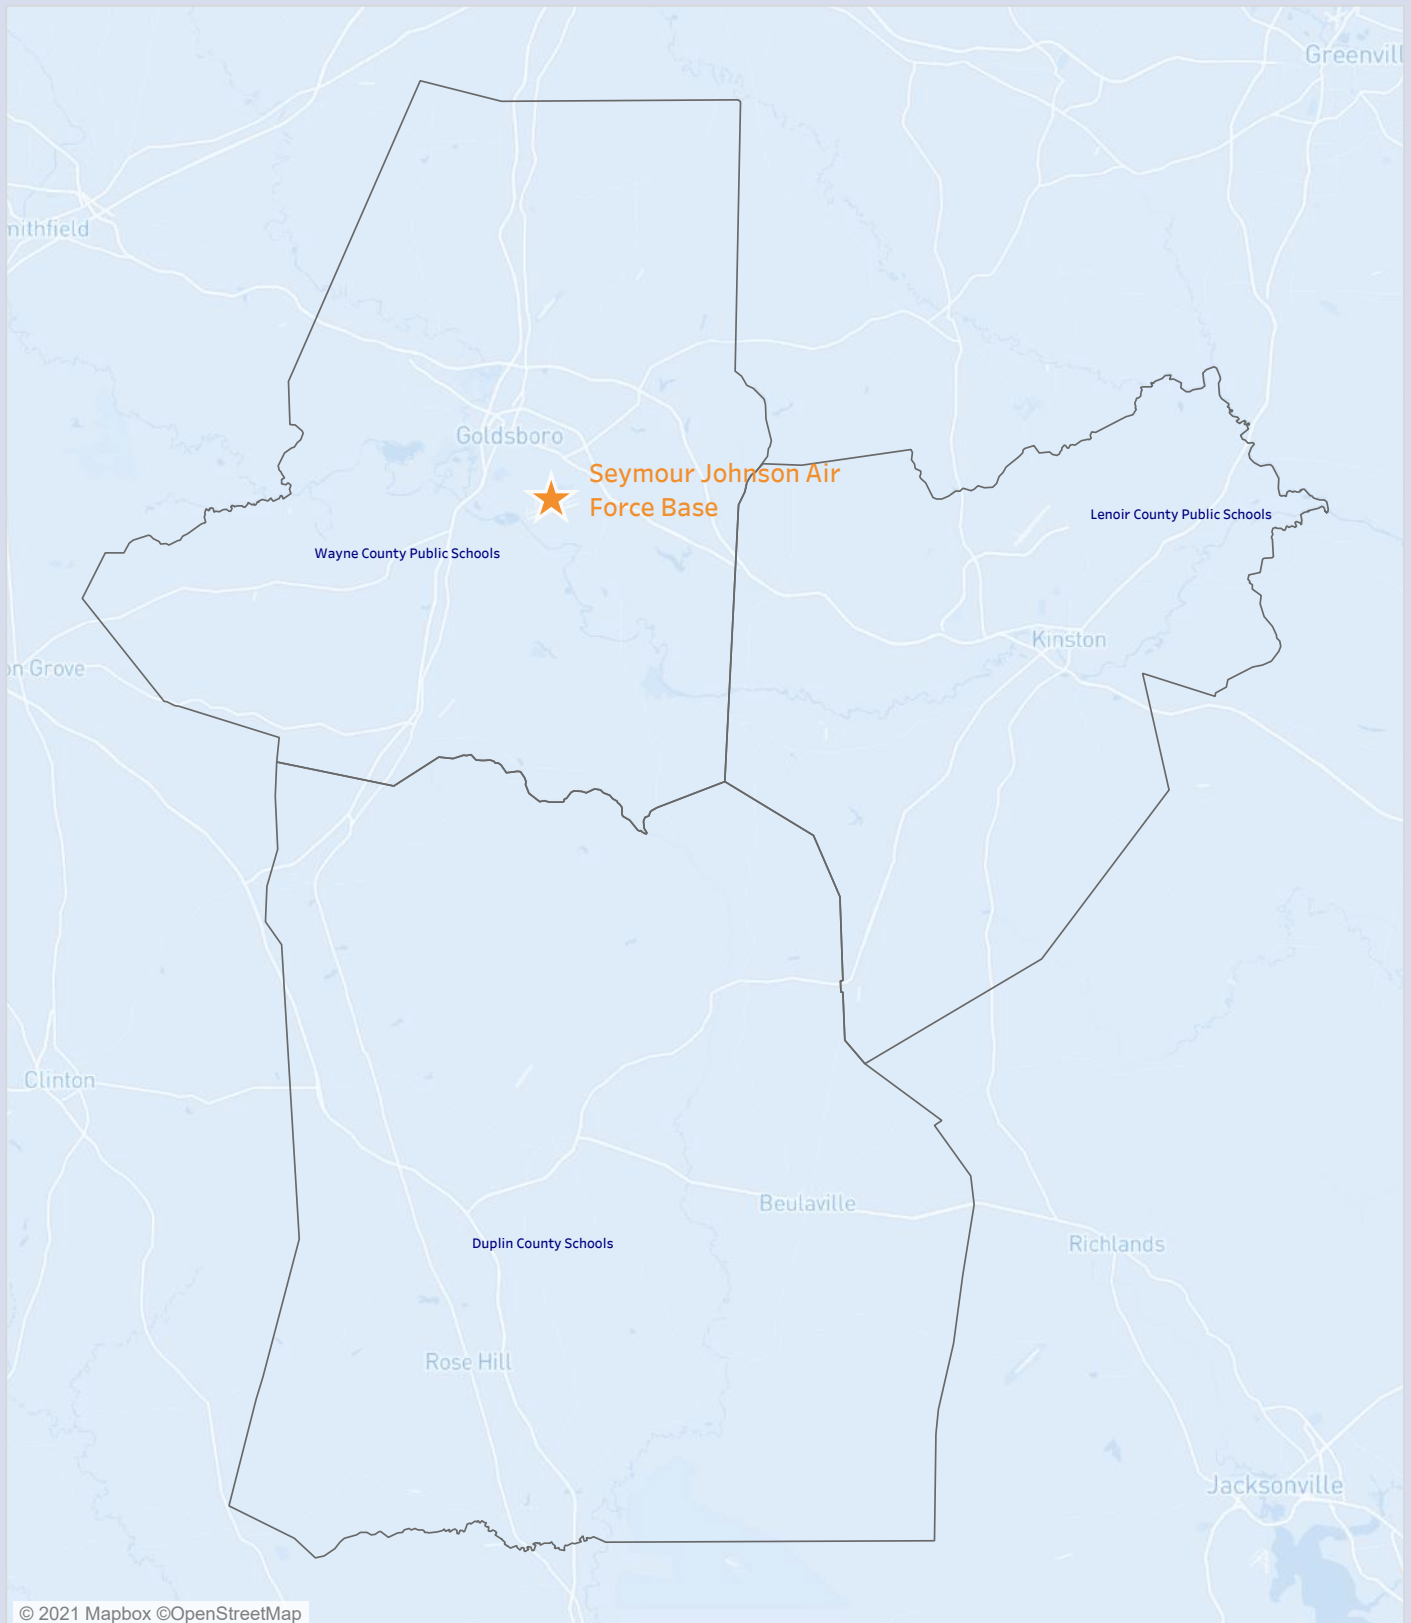 Greenvill
mithfield
Goldsboro
Seymour Johnson Air
Force Base
Lenoir County Public Schools
Wayne County Public Schools
Kinston
on Grove
Clinton
Beulaville
Richlands
Duplin County Schools
Rose Hill
Jacksonville
© 2021 Mapbox ©OpenStreetMap